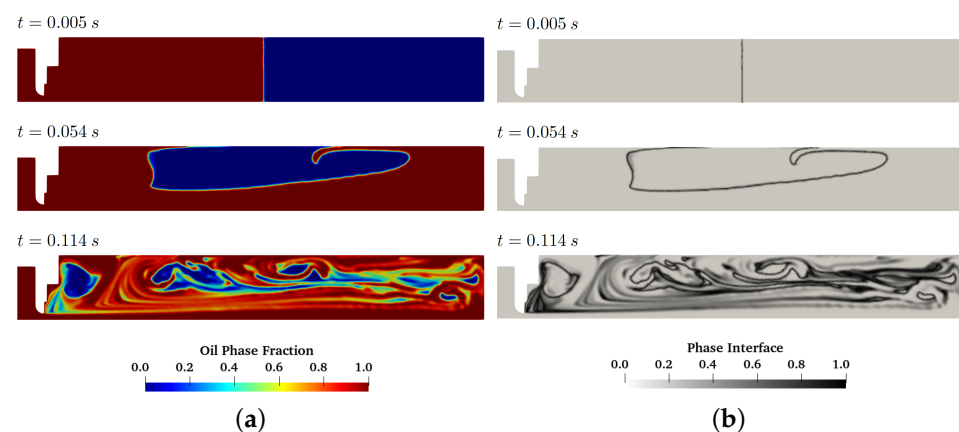 t = 0.005 s
t = 0.054 s
t = 0.114 s
Oil Phase Fraction
0.0 0.2 0.4 0.6 0.8 1.0
(a)
t = 0.005 s
t = 0.054 s
t = 0.114 s
Phase Interface
0.0 0.2 0.4 0.6 0.8 1.0
(b)